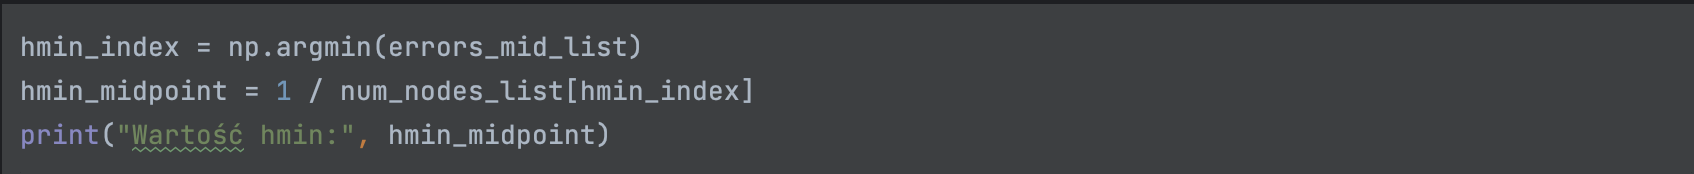 hmin_index = np.argmin(errors_mid_list)
hmin_midpoint = 1 / num_nodes_list[hmin_index]
print("Wartość hmin:", hmin_midpoint)